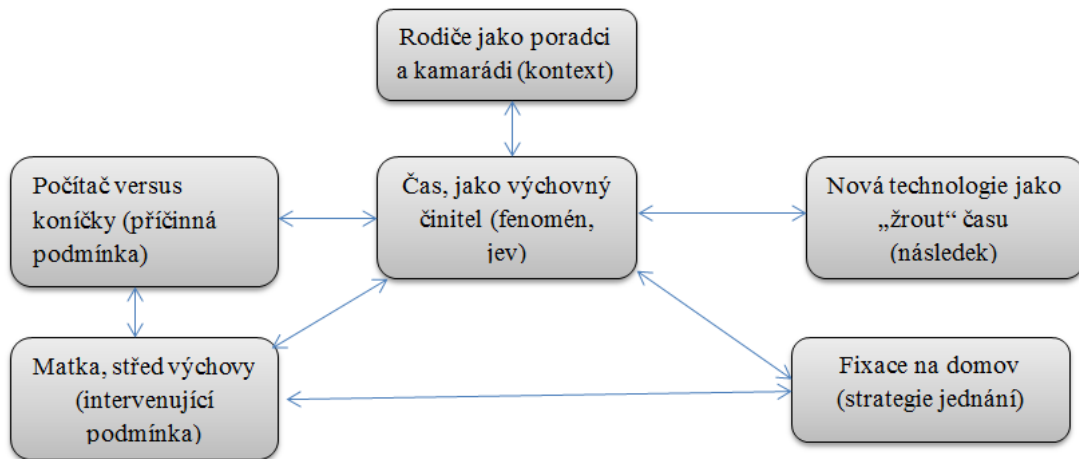 Rodiče jako poradci
a kamarádi (kontext)
Počítač versus
koníčky (příčinná
podmínka)
Čas, jako výchovný
činitel (fenomén,
jev)
Nová technologie jako
„žrout“ času
(následek)
Matka, střed výchovy
(intervenující
podmínka)
Fixace na domov
(strategie jednání)